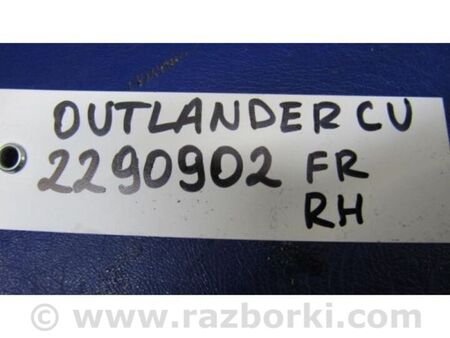 OUTLANDER CU
2290902 FR
RH
© www.razborki.com